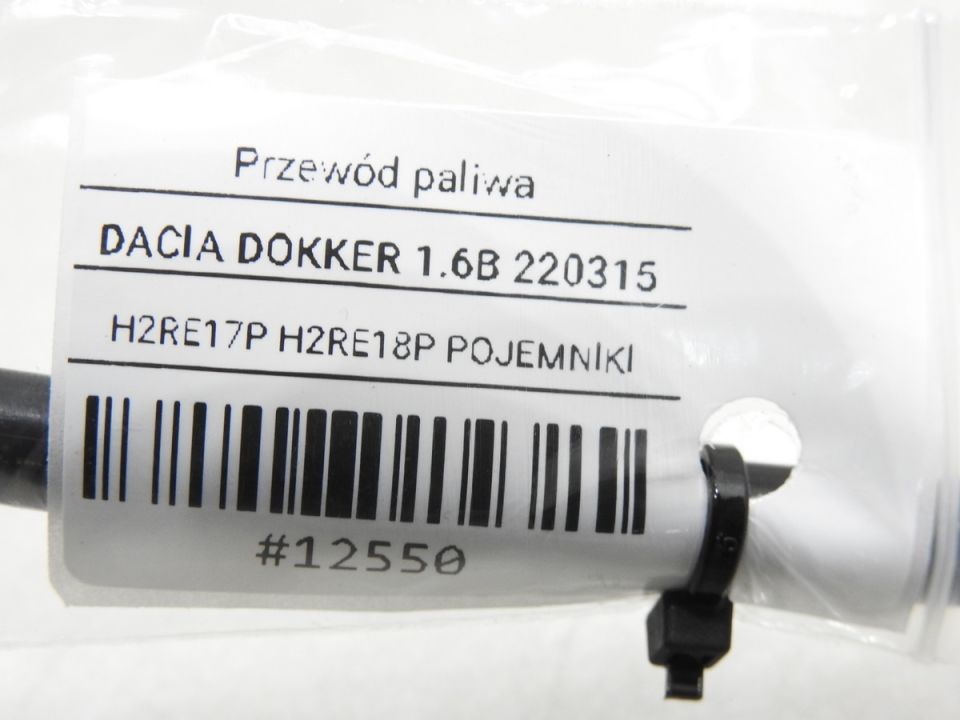 Przewód paliwa
DACIA DOKKER 1.6B 220315
H2RE17P H2RE18P POJEMNIKI
#12550